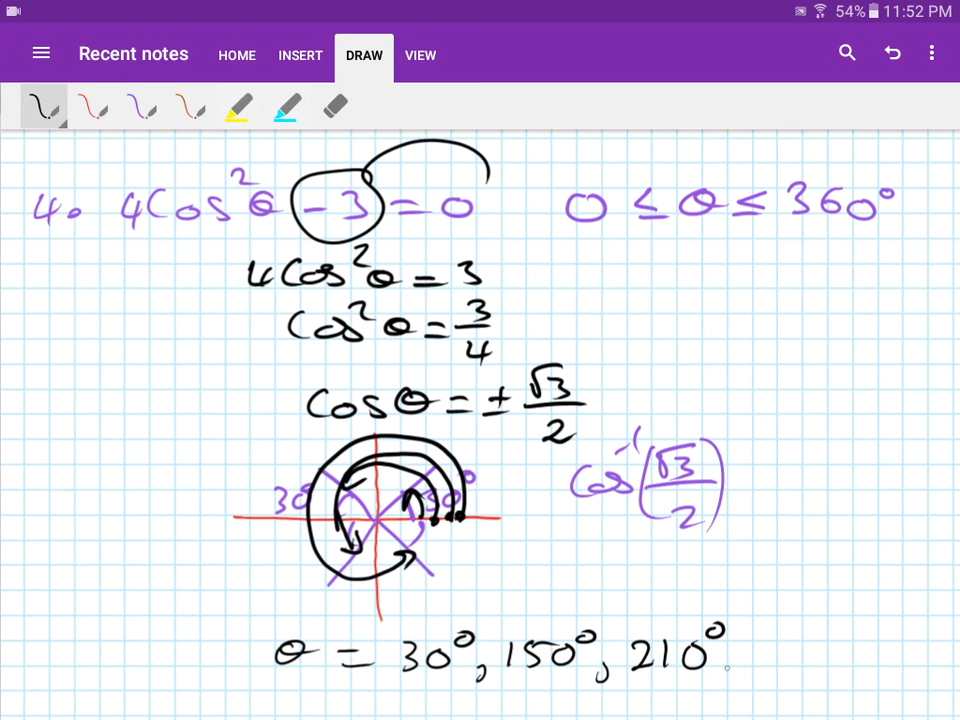 54% 11:52 PM
Recent notes HOME INSERT DRAW VIEW
4. 4Cos²θ - 3 = 0 0 ≤ θ ≤ 360°
4Cos²θ = 3
Cos²θ = 3/4
Cosθ = ± √3/2
30° 30° Cos⁻¹(√3/2)
θ = 30°, 150°, 210°